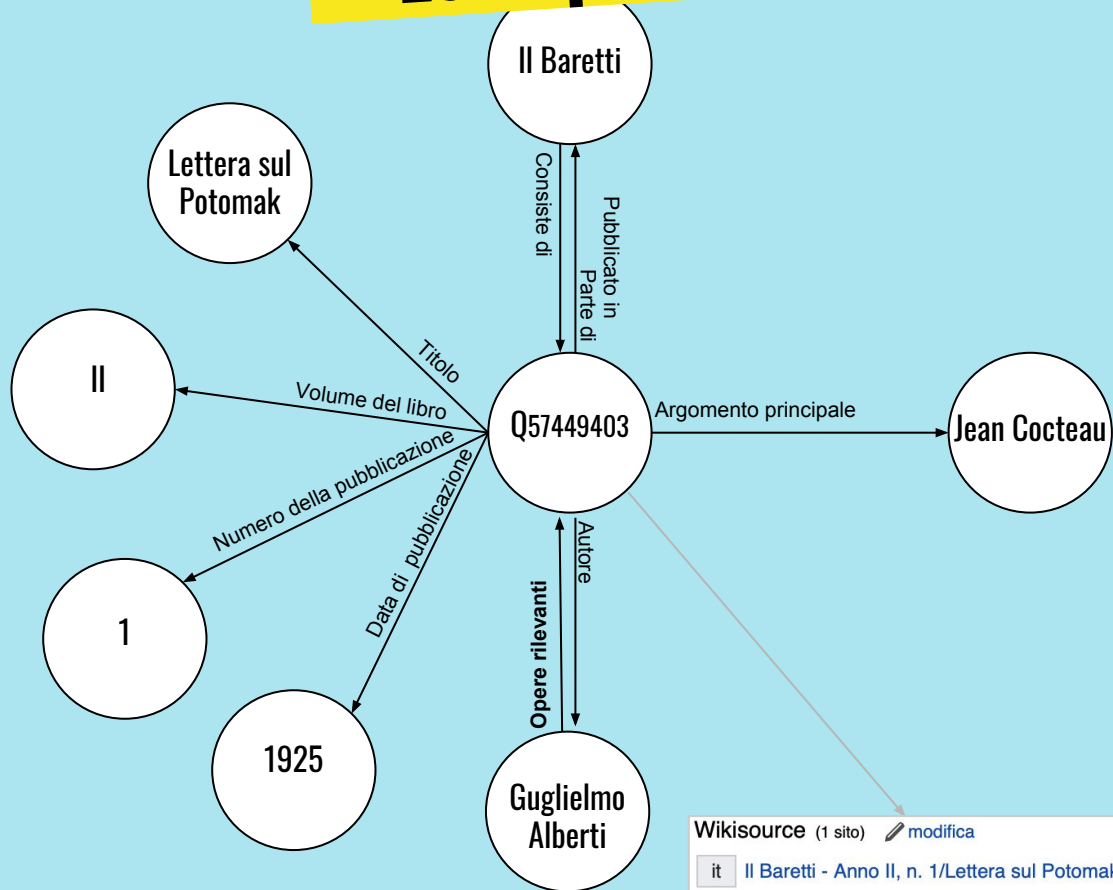 Il Baretti
Lettera sul
Potomak
Consiste di
Pubblicato in
Parte di
Titolo
II
Volume del libro
Q57449403
Argomento principale
Jean Cocteau
Numero della pubblicazione
Data di pubblicazione
Autore
Opere rilevanti
1
1925
Guglielmo
Alberti
Wikisource (1 sito) modifica
it Il Baretti - Anno II, n. 1/Lettera sul Potomak